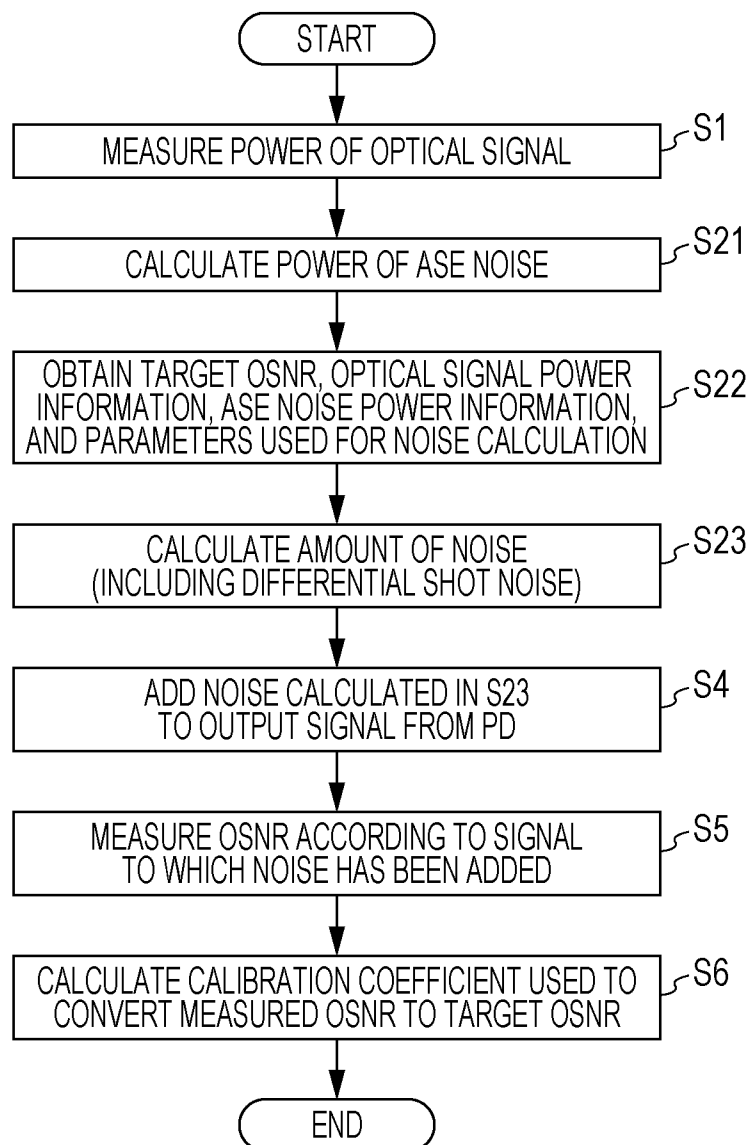 START
MEASURE POWER OF OPTICAL SIGNAL
S1
CALCULATE POWER OF ASE NOISE
S21
OBTAIN TARGET OSNR, OPTICAL SIGNAL POWER
INFORMATION, ASE NOISE POWER INFORMATION,
AND PARAMETERS USED FOR NOISE CALCULATION
S22
CALCULATE AMOUNT OF NOISE
(INCLUDING DIFFERENTIAL SHOT NOISE)
S23
ADD NOISE CALCULATED IN S23
TO OUTPUT SIGNAL FROM PD
S4
MEASURE OSNR ACCORDING TO SIGNAL
TO WHICH NOISE HAS BEEN ADDED
S5
CALCULATE CALIBRATION COEFFICIENT USED TO
CONVERT MEASURED OSNR TO TARGET OSNR
S6
END